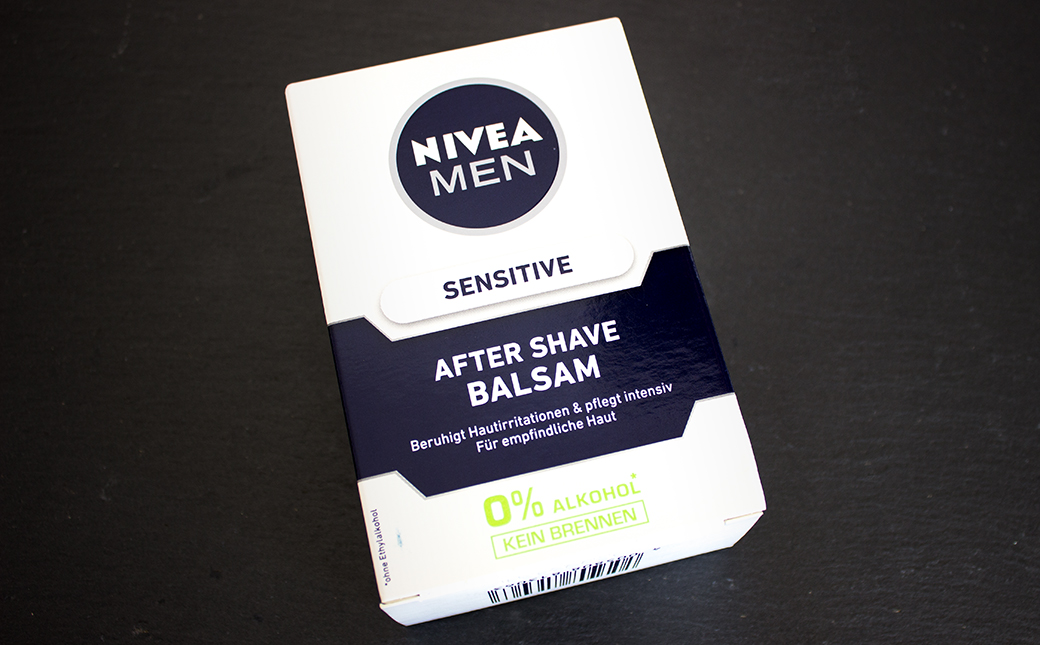 NIVEA
MEN
SENSITIVE
AFTER SHAVE
BALSAM
Beruhigt Hautirritationen & pflegt intensiv
Für empfindliche Haut
0% ALKOHOL*
KEIN BRENNEN
*ohne Ethylalkohol